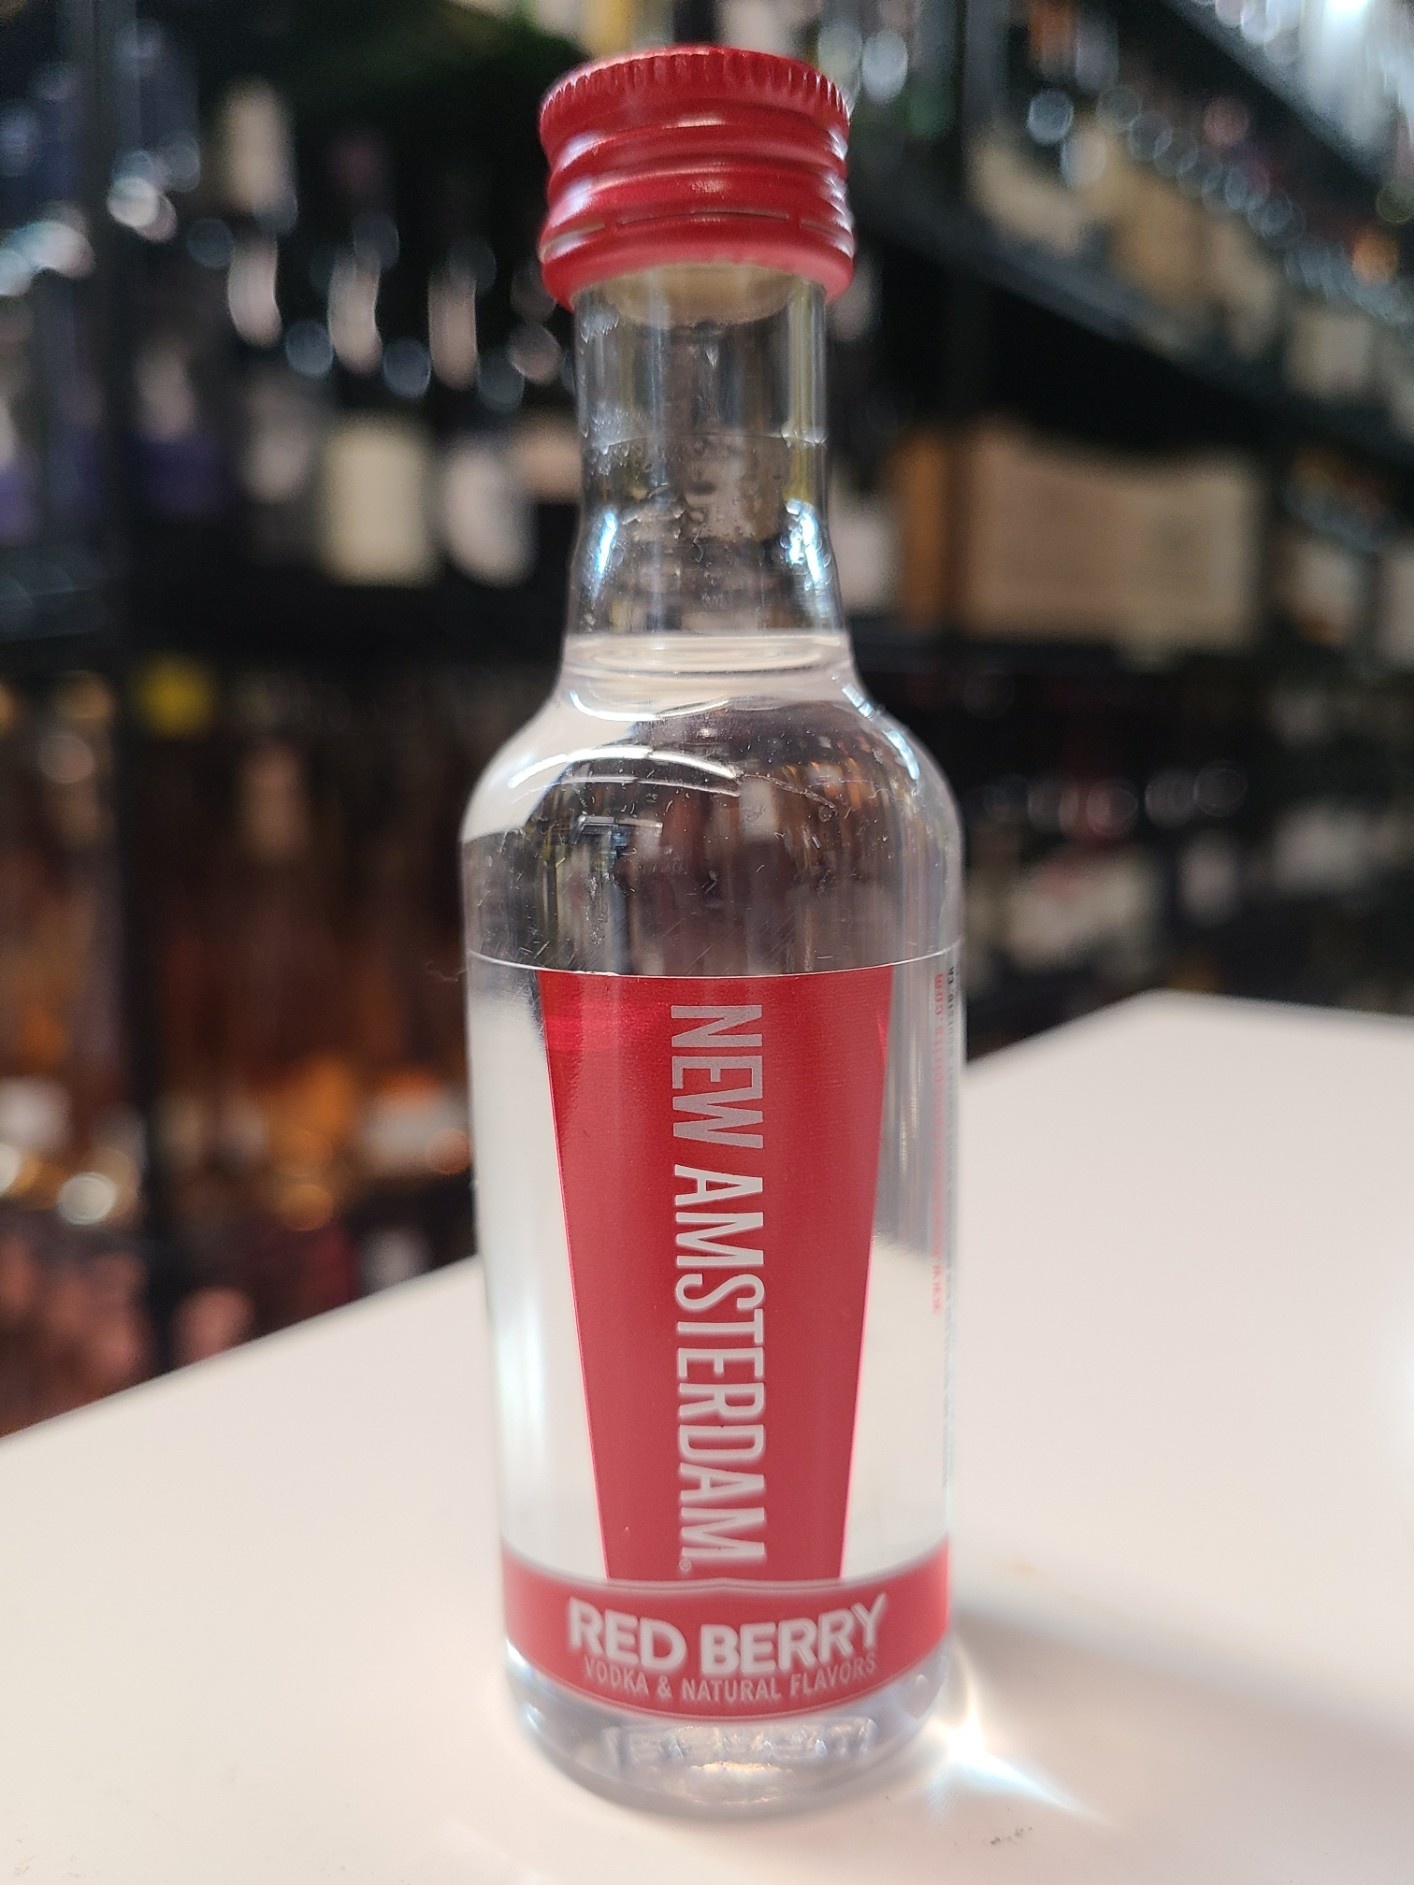 NEW AMSTERDAM®
RED BERRY
VODKA & NATURAL FLAVORS